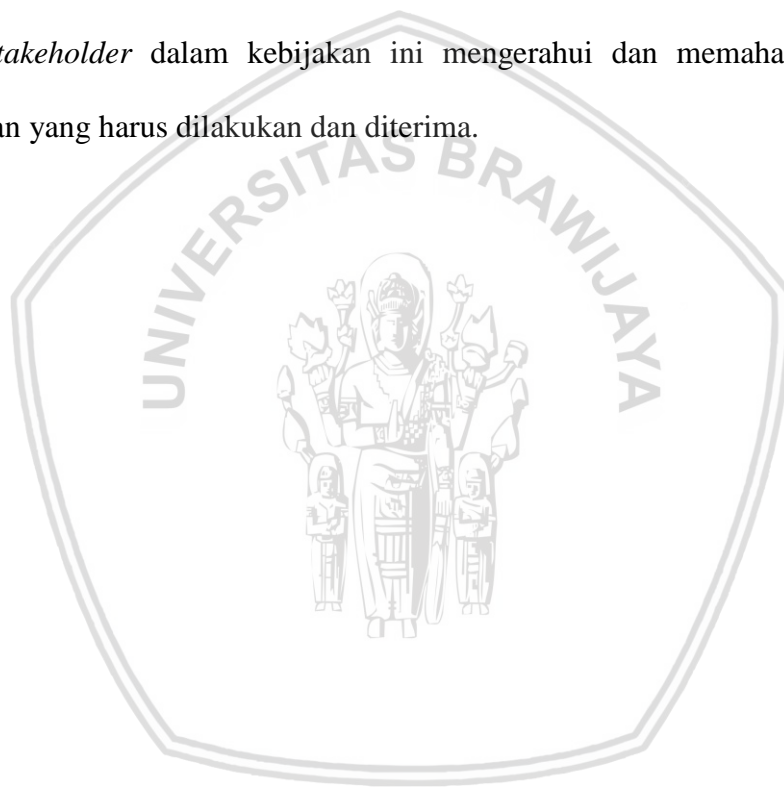 takeholder dalam kebijakan ini mengerahui dan memaha
an yang harus dilakukan dan diterima.
UNIVERSITAS BRAWIJAYA